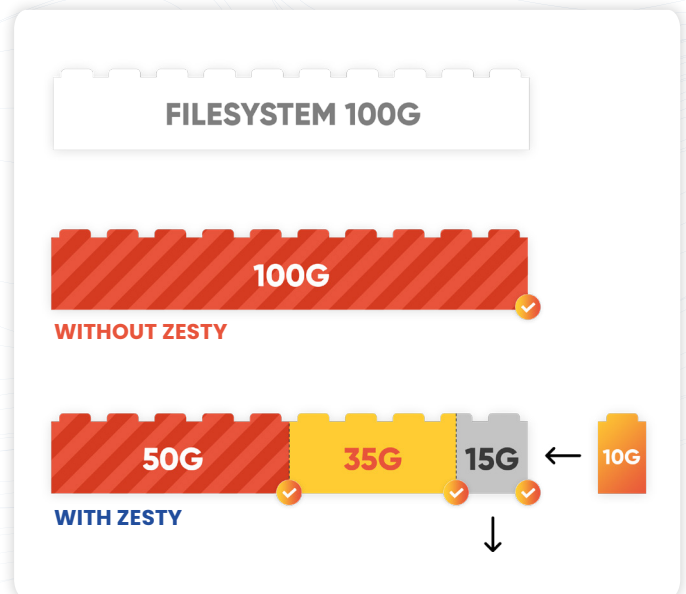 FILESYSTEM 100G
100G
WITHOUT ZESTY
50G
35G
15G
10G
WITH ZESTY